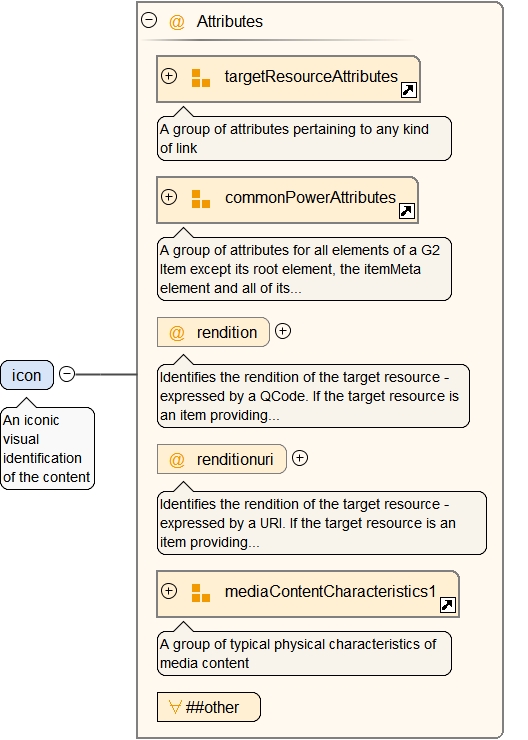 Attributes
targetResourceAttributes
A group of attributes pertaining to any kind
of link
commonPowerAttributes
A group of attributes for all elements of a G2
Item except its root element, the itemMeta
element and all of its...
@ rendition
Identifies the rendition of the target resource -
expressed by a QCode. If the target resource is
an item providing...
icon
An iconic
visual
identification
of the content
@ renditionuri
Identifies the rendition of the target resource -
expressed by a URI. If the target resource is an
item providing...
mediaContentCharacteristics1
A group of typical physical characteristics of
media content
##other